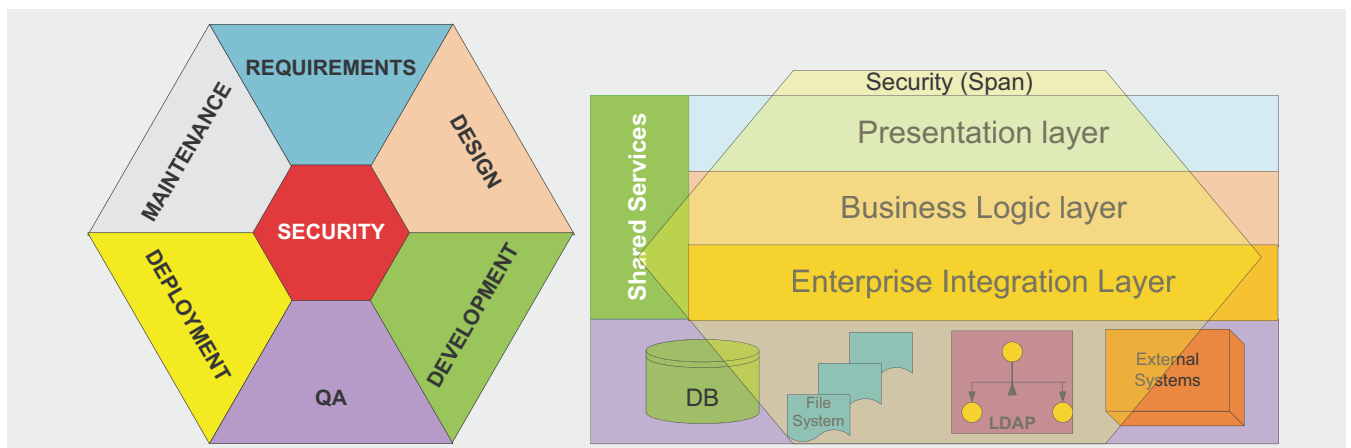 REQUIREMENTS
DESIGN
DEVELOPMENT
QA
DEPLOYMENT
MAINTENANCE
SECURITY
Security (Span)
Shared Services
Presentation layer
Business Logic layer
Enterprise Integration Layer
DB
File
System
LDAP
External
Systems